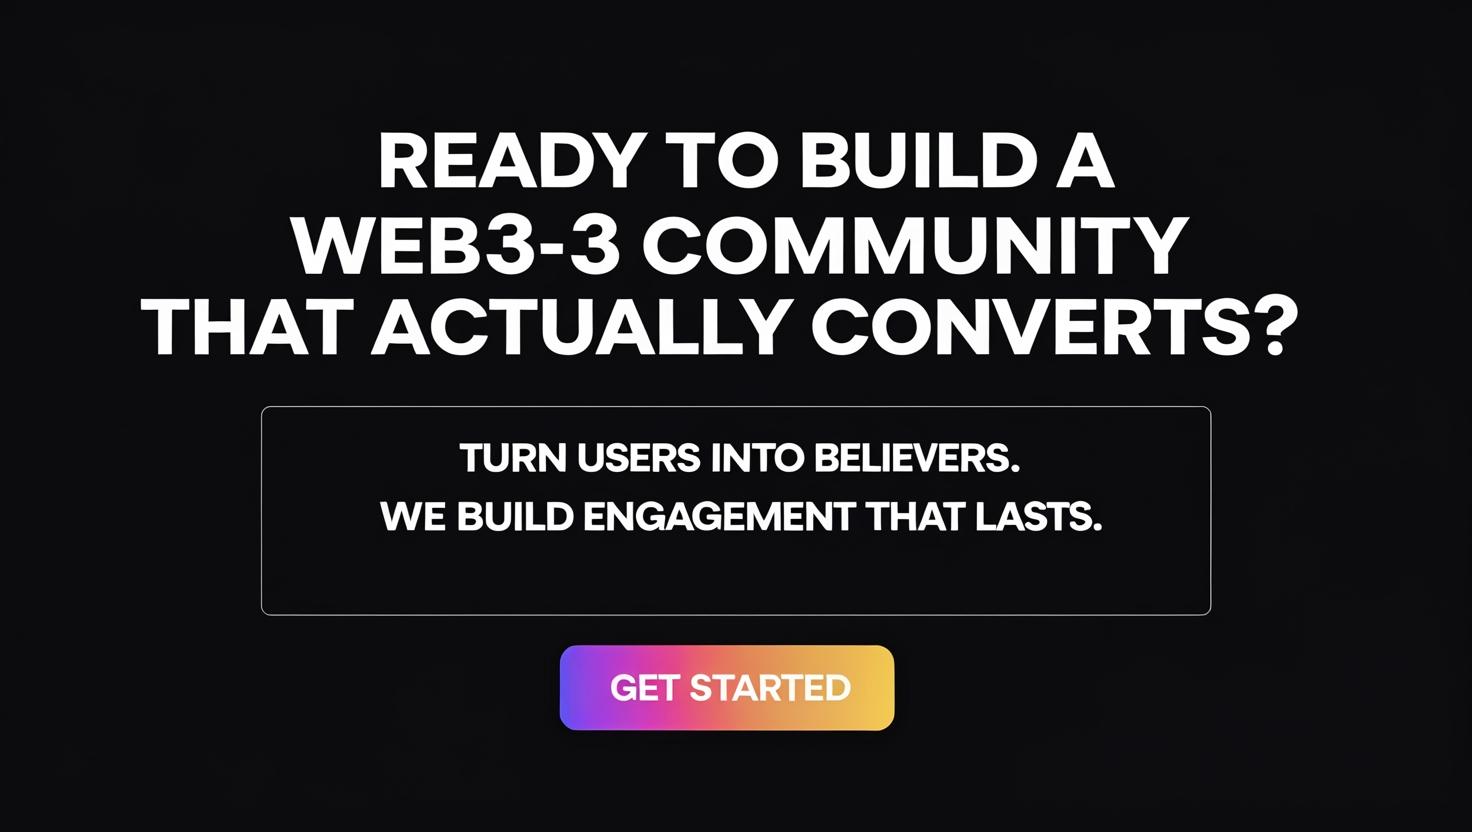 READY TO BUILD A
WEB3-3 COMMUNITY
THAT ACTUALLY CONVERTS?
TURN USERS INTO BELIEVERS.
WE BUILD ENGAGEMENT THAT LASTS.
GET STARTED